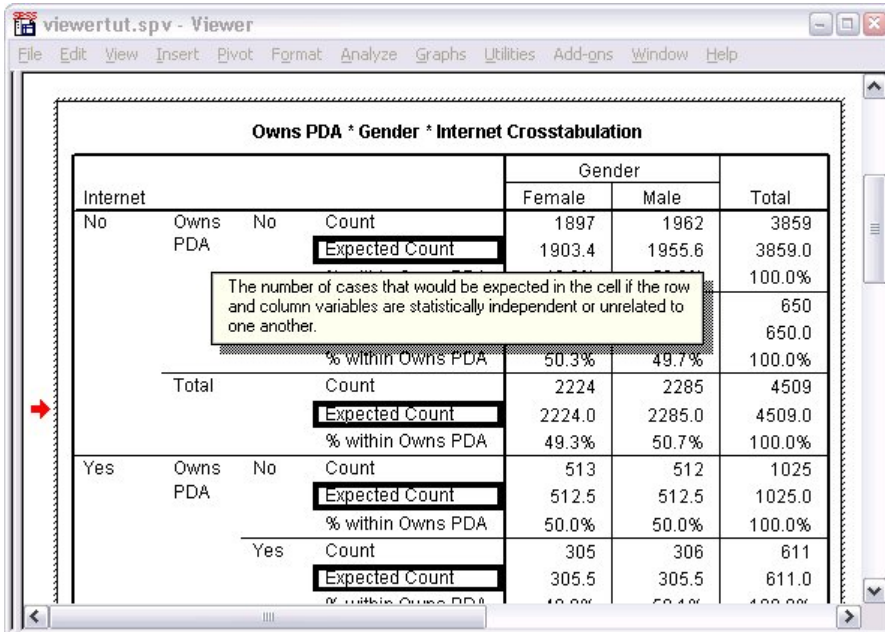 viewertut.spv - Viewer
File Edit View Insert Pivot Format Analyze Graphs Utilities Add-ons Window Help
Owns PDA * Gender * Internet Crosstabulation
Gender
Internet Female Male Total
No Owns PDA No Count 1897 1962 3859
Expected Count 1903.4 1955.6 3859.0
100.0%
The number of cases that would be expected in the cell if the row
and column variables are statistically independent or unrelated to
one another.
650
650.0
% within Owns PDA 50.3% 49.7% 100.0%
Total Count 2224 2285 4509
Expected Count 2224.0 2285.0 4509.0
% within Owns PDA 49.3% 50.7% 100.0%
Yes Owns PDA No Count 513 512 1025
Expected Count 512.5 512.5 1025.0
% within Owns PDA 50.0% 50.0% 100.0%
Yes Count 305 306 611
Expected Count 305.5 305.5 611.0
% within Owns PDA